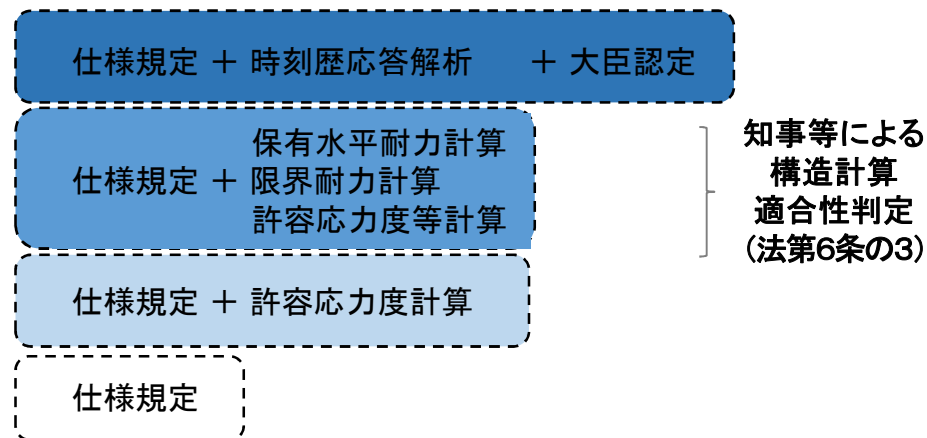 仕様規定 + 時刻歴応答解析 + 大臣認定
保有水平耐力計算
仕様規定 + 限界耐力計算
許容応力度等計算
仕様規定 + 許容応力度計算
仕様規定
知事等による
構造計算
適合性判定
(法第6条の3)